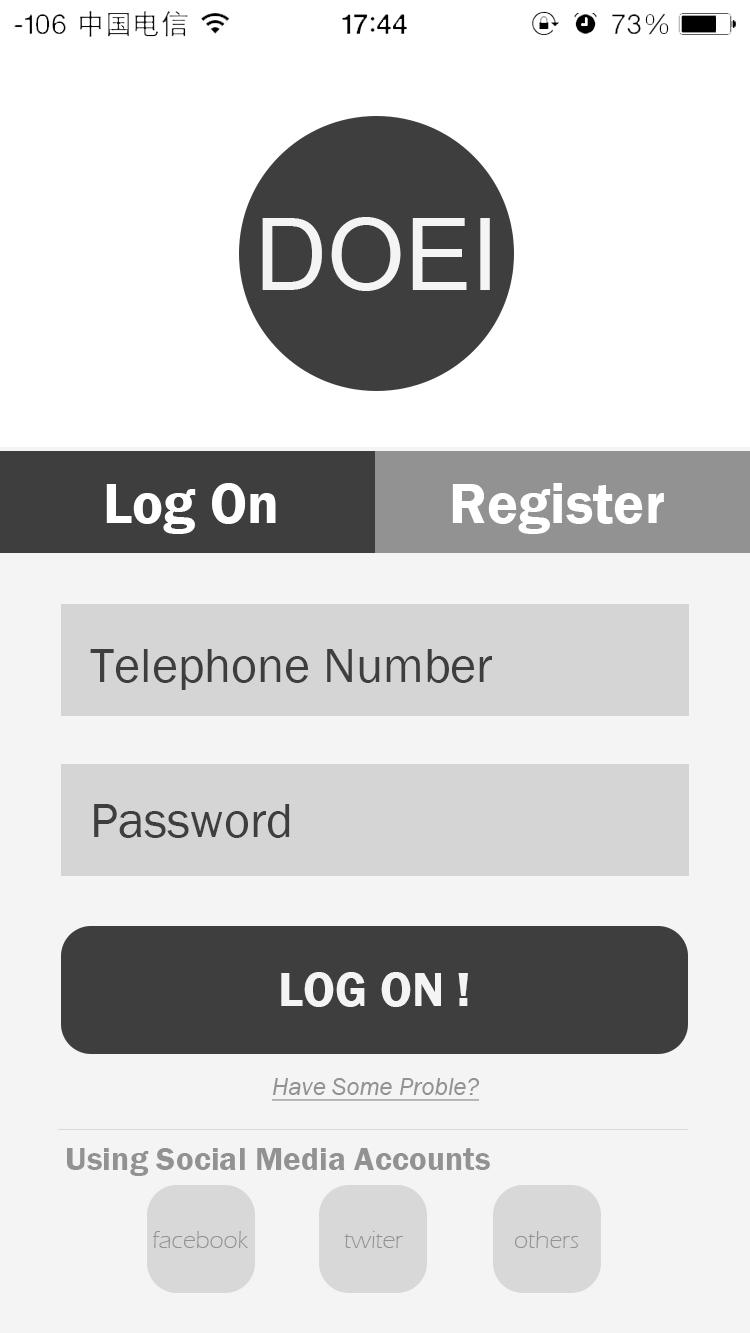 -106 中国电信 17:44 73%
DOEI
Log On Register
Telephone Number
Password
LOG ON !
Have Some Proble?
Using Social Media Accounts
facebook twiter others